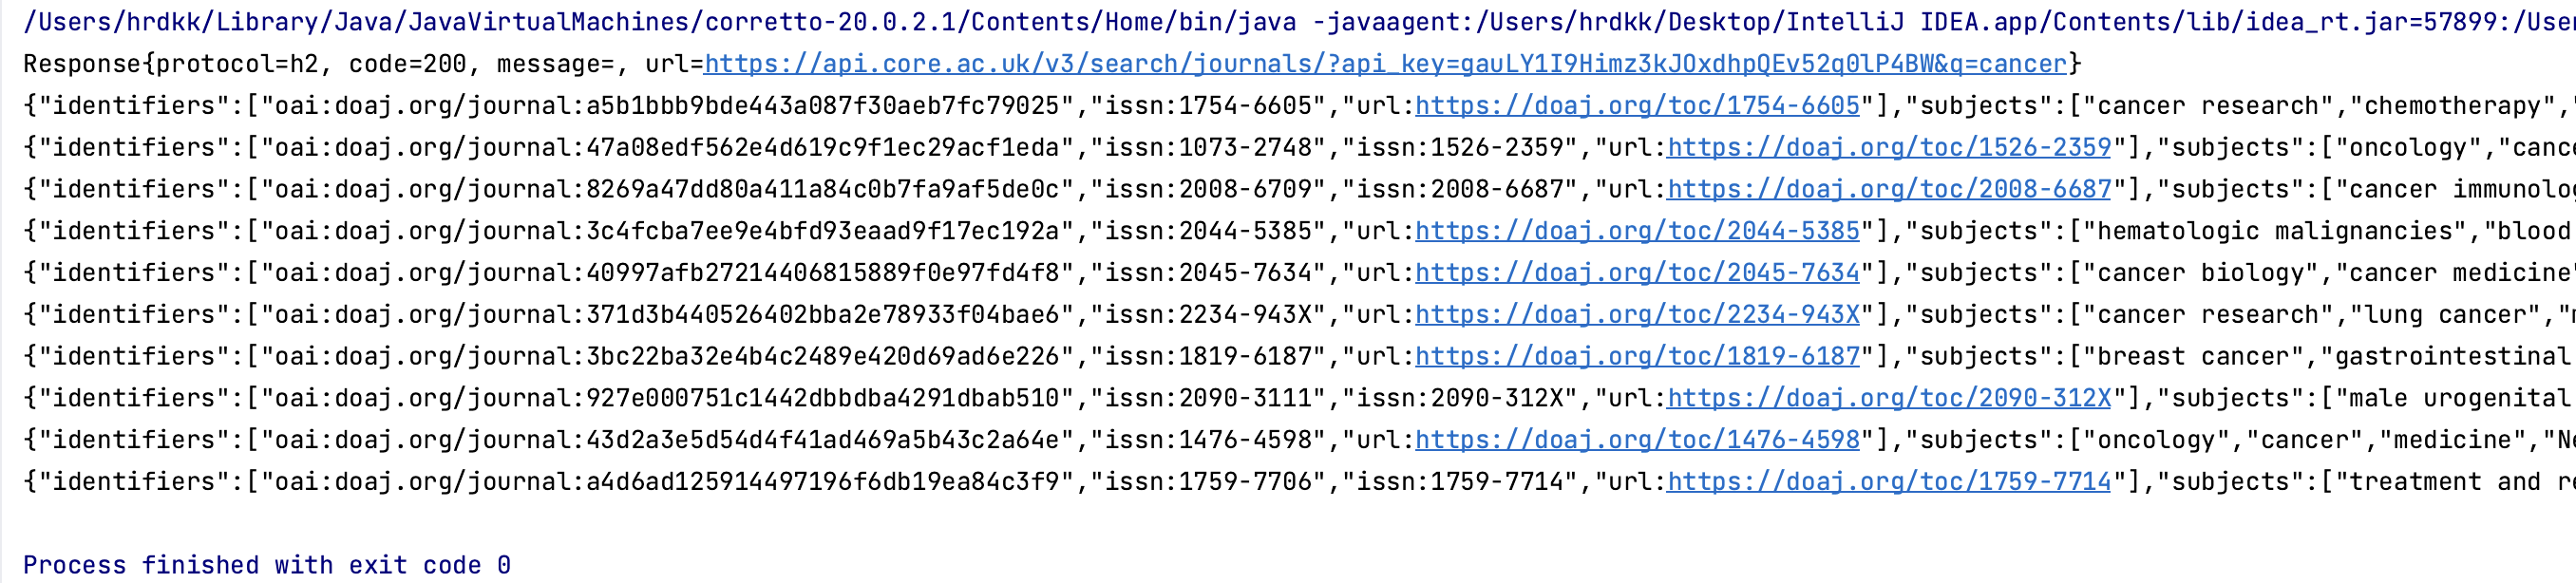 /Users/hrdkk/Library/Java/JavaVirtualMachines/corretto-20.0.2.1/Contents/Home/bin/java -javaagent:/Users/hrdkk/Desktop/IntelliJ IDEA.app/Contents/lib/idea_rt.jar=57899:/Use
Response{protocol=h2, code=200, message=, url=https://api.core.ac.uk/v3/search/journals/?api_key=gauLY1I9Himz3kJOxdhpQEv52q0lP4BW&q=cancer}
{"identifiers":["oai:doaj.org/journal:a5b1bbb9bde443a087f30aeb7fc79025","issn:1754-6605","url:https://doaj.org/toc/1754-6605"],"subjects":["cancer research","chemotherapy","
{"identifiers":["oai:doaj.org/journal:47a08edf562e4d619c9f1ec29acf1eda","issn:1073-2748","issn:1526-2359","url:https://doaj.org/toc/1526-2359"],"subjects":["oncology","cance
{"identifiers":["oai:doaj.org/journal:8269a47dd80a411a84c0b7fa9af5de0c","issn:2008-6709","issn:2008-6687","url:https://doaj.org/toc/2008-6687"],"subjects":["cancer immunolog
{"identifiers":["oai:doaj.org/journal:3c4fcba7ee9e4bfd93eaad9f17ec192a","issn:2044-5385","url:https://doaj.org/toc/2044-5385"],"subjects":["hematologic malignancies","blood
{"identifiers":["oai:doaj.org/journal:40997afb27214406815889f0e97fd4f8","issn:2045-7634","url:https://doaj.org/toc/2045-7634"],"subjects":["cancer biology","cancer medicine"
{"identifiers":["oai:doaj.org/journal:371d3b440526402bba2e78933f04bae6","issn:2234-943X","url:https://doaj.org/toc/2234-943X"],"subjects":["cancer research","lung cancer","
{"identifiers":["oai:doaj.org/journal:3bc22ba32e4b4c2489e420d69ad6e226","issn:1819-6187","url:https://doaj.org/toc/1819-6187"],"subjects":["breast cancer","gastrointestinal
{"identifiers":["oai:doaj.org/journal:927e000751c1442dbbdba4291dbab510","issn:2090-3111","issn:2090-312X","url:https://doaj.org/toc/2090-312X"],"subjects":["male urogenital
{"identifiers":["oai:doaj.org/journal:43d2a3e5d54d4f41ad469a5b43c2a64e","issn:1476-4598","url:https://doaj.org/toc/1476-4598"],"subjects":["oncology","cancer","medicine","Ne
{"identifiers":["oai:doaj.org/journal:a4d6ad125914497196f6db19ea84c3f9","issn:1759-7706","issn:1759-7714","url:https://doaj.org/toc/1759-7714"],"subjects":["treatment and re
Process finished with exit code 0